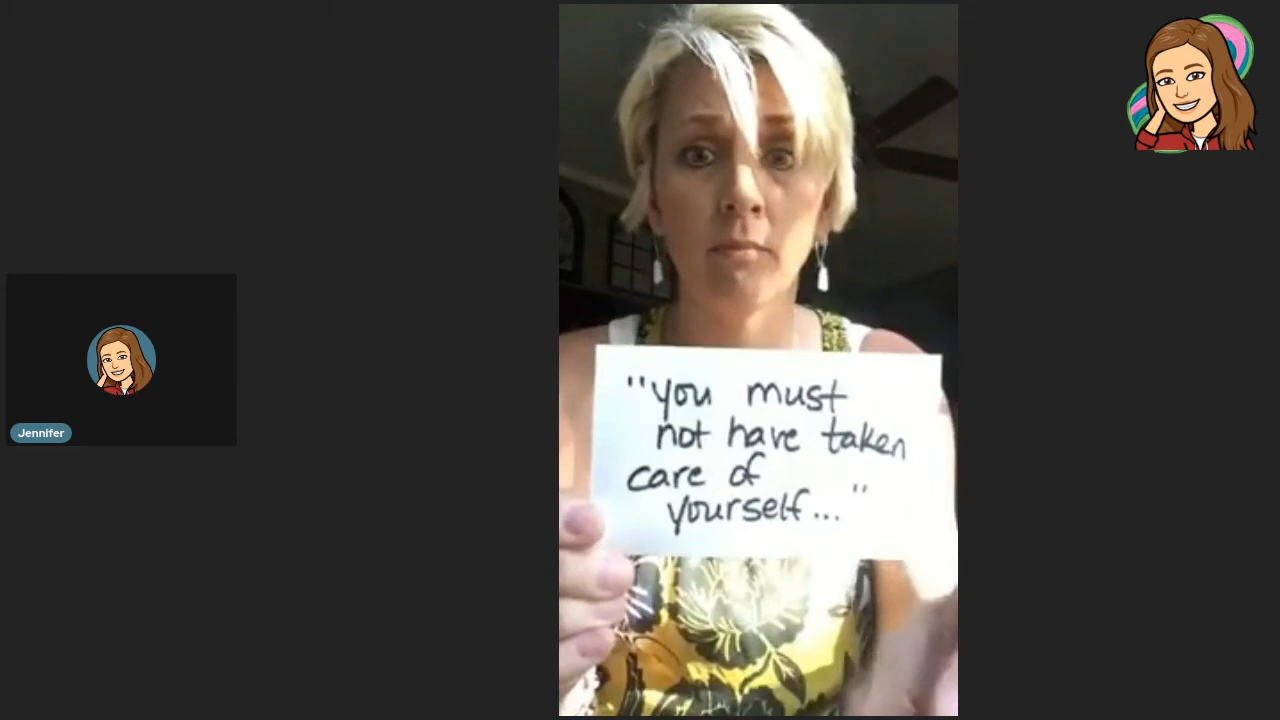 Jennifer
"you must
not have taken
care of
yourself..."